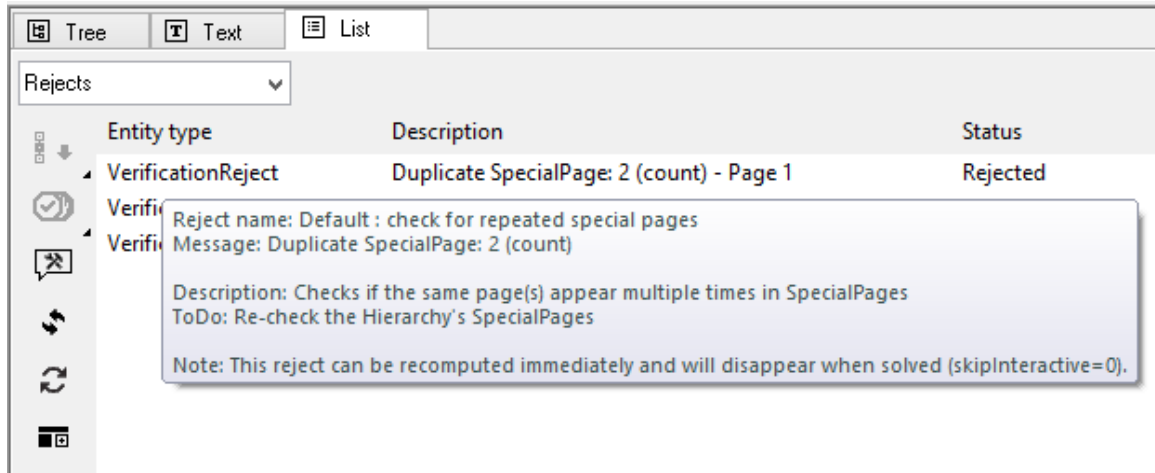 Tree Text List
Rejects
Entity type Description Status
VerificationReject Duplicate SpecialPage: 2 (count) - Page 1 Rejected
Reject name: Default : check for repeated special pages
Message: Duplicate SpecialPage: 2 (count)
Description: Checks if the same page(s) appear multiple times in SpecialPages
ToDo: Re-check the Hierarchy's SpecialPages
Note: This reject can be recomputed immediately and will disappear when solved (skipInteractive=0).